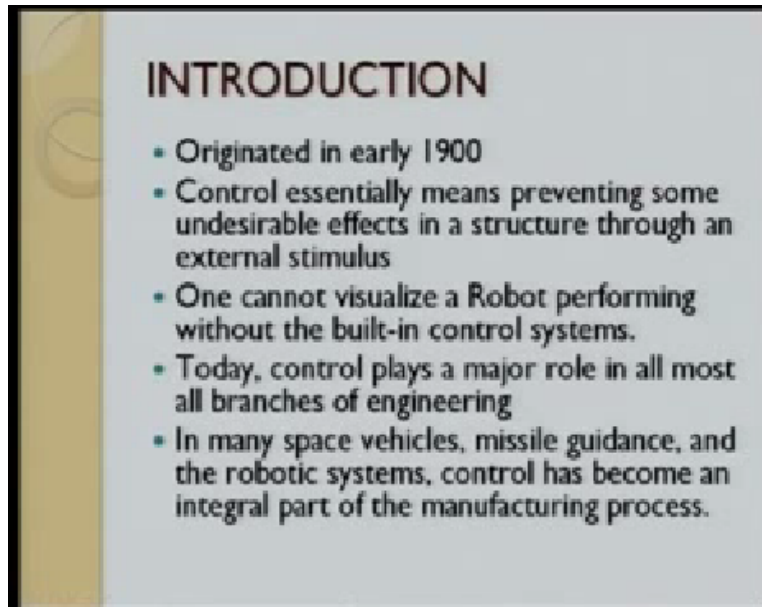 INTRODUCTION
• Originated in early 1900
• Control essentially means preventing some
undesirable effects in a structure through an
external stimulus
• One cannot visualize a Robot performing
without the built-in control systems.
• Today, control plays a major role in all most
all branches of engineering
• In many space vehicles, missile guidance, and
the robotic systems, control has become an
integral part of the manufacturing process.